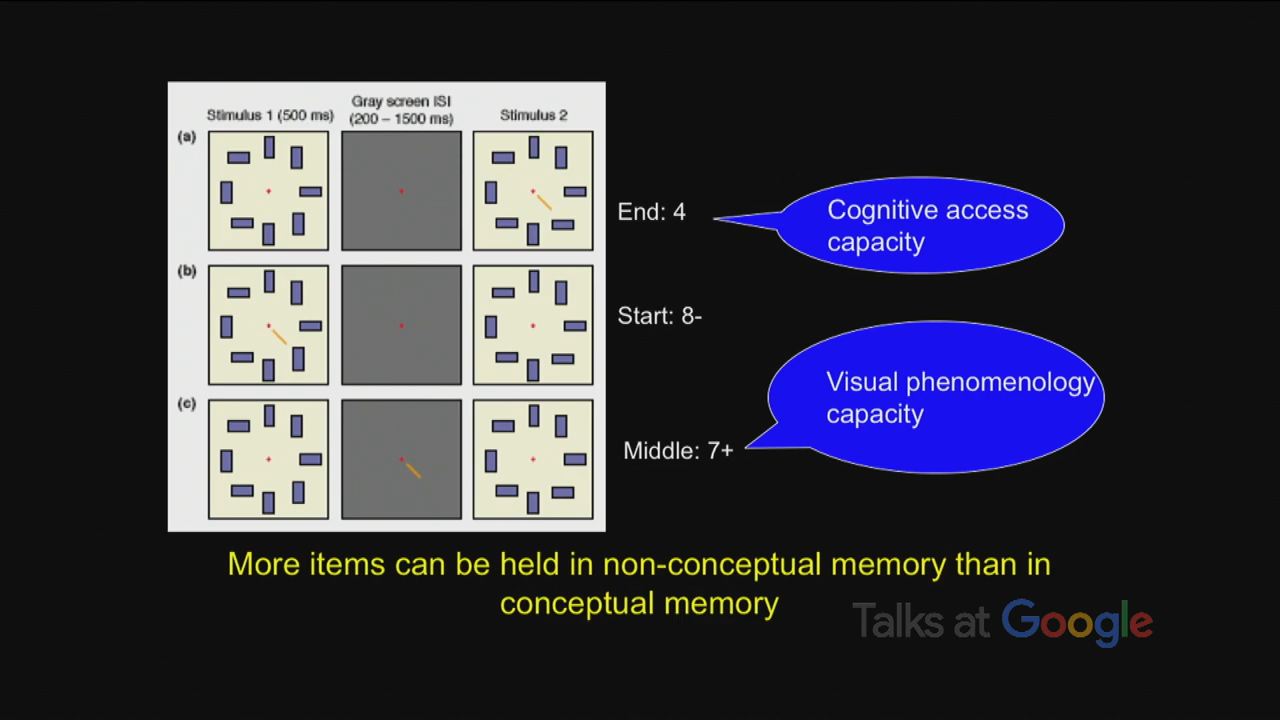 Gray screen ISI
Stimulus 1 (500 ms)
(200 – 1500 ms)
Stimulus 2
(a)
End: 4
Cognitive access
capacity
(b)
Start: 8-
(c)
Visual phenomenology
capacity
Middle: 7+
More items can be held in non-conceptual memory than in
conceptual memory
Talks at Google